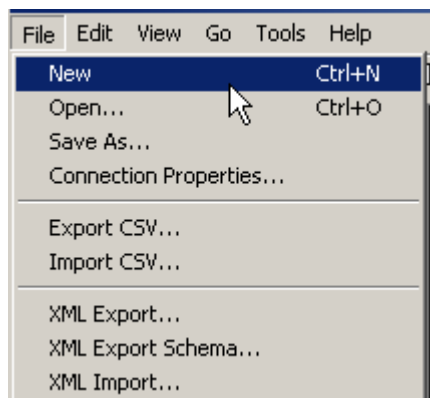 File Edit View Go Tools Help
New Ctrl+N
Open... Ctrl+O
Save As...
Connection Properties...
Export CSV...
Import CSV...
XML Export...
XML Export Schema...
XML Import...